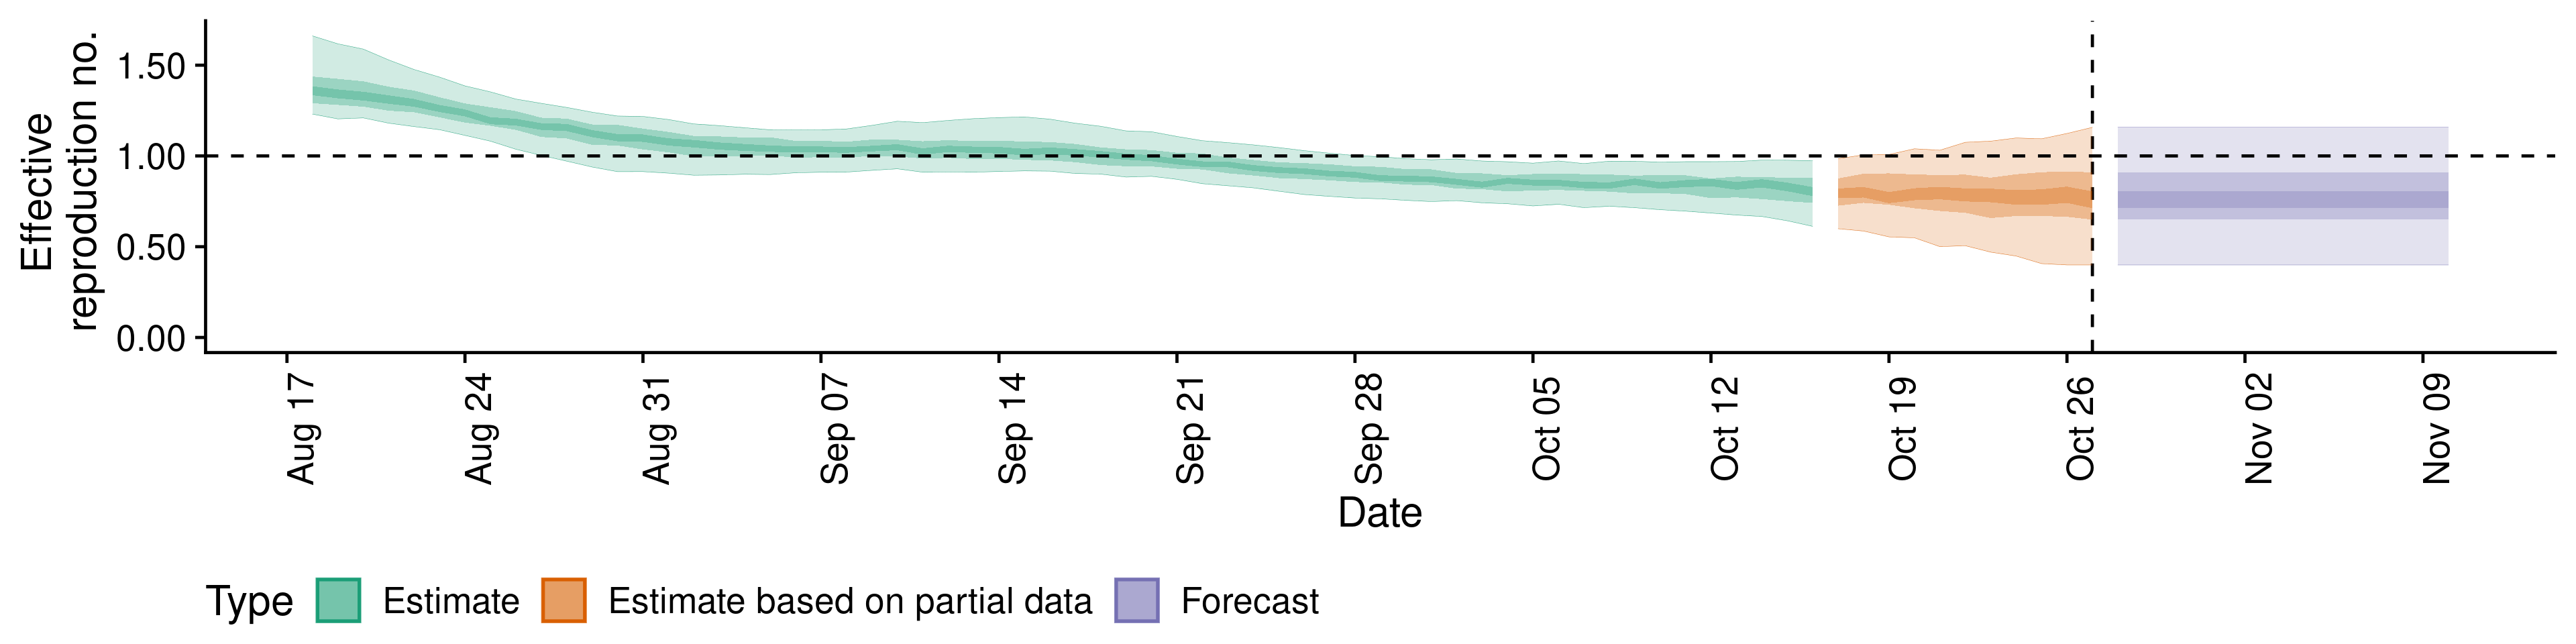 Effective
reproduction no.
1.50
1.00
0.50
0.00
Aug 17
Aug 24
Aug 31
Sep 07
Sep 14
Sep 21
Sep 28
Oct 05
Oct 12
Oct 19
Oct 26
Nov 02
Nov 09
Date
Type Estimate Estimate based on partial data Forecast